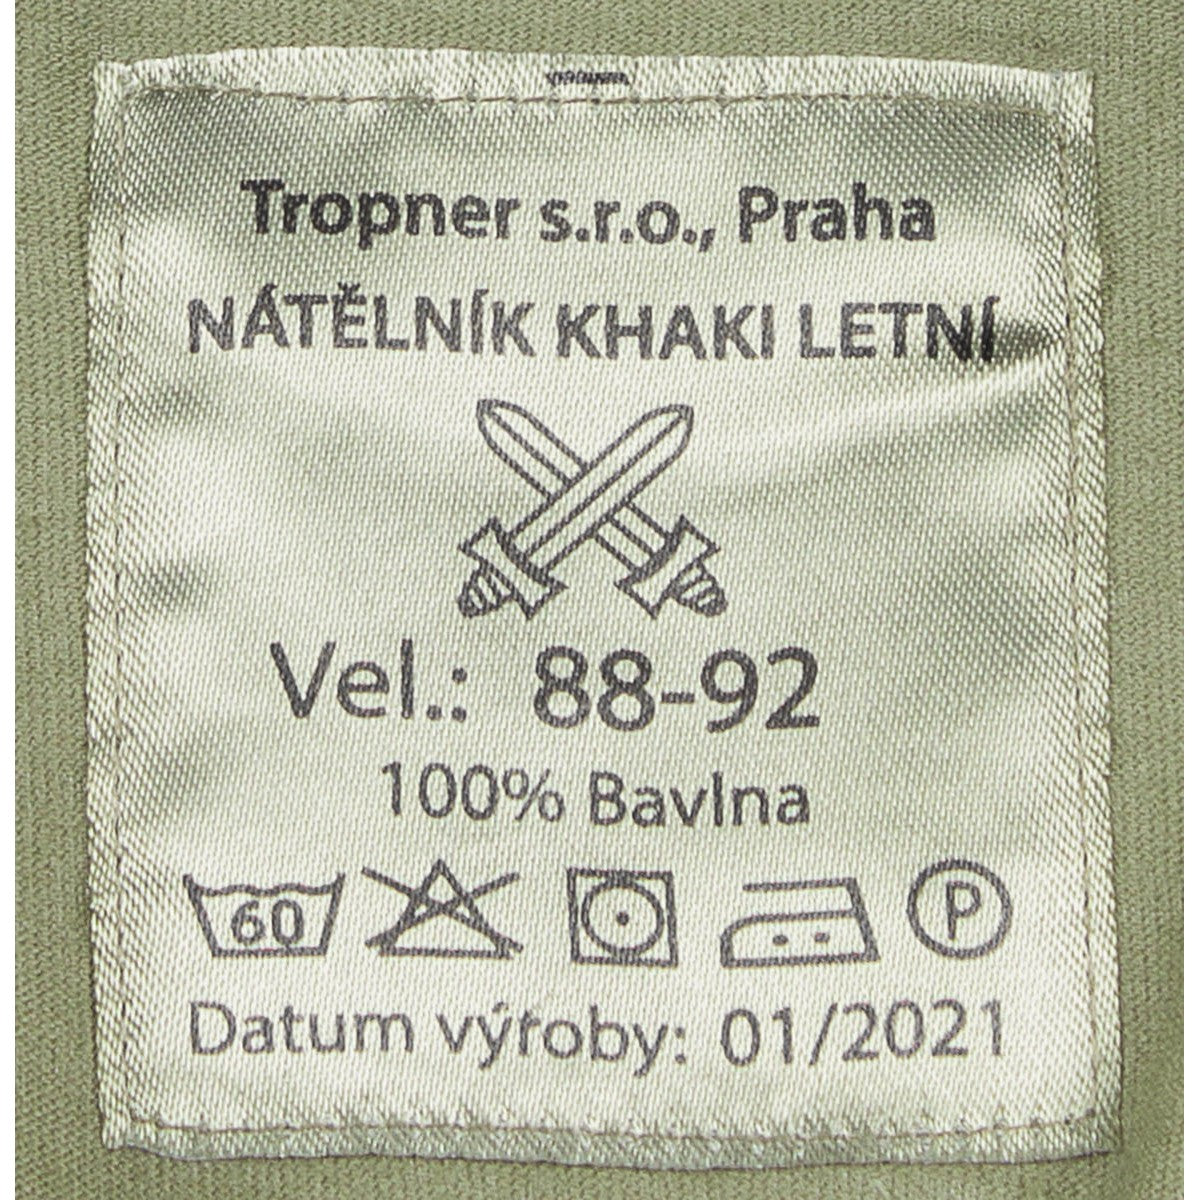 Tropner s.r.o., Praha
NÁTĚLNÍK KHAKI LETNÍ
Vel.: 88-92
100% Bavlna
60 P
Datum výroby: 01/2021